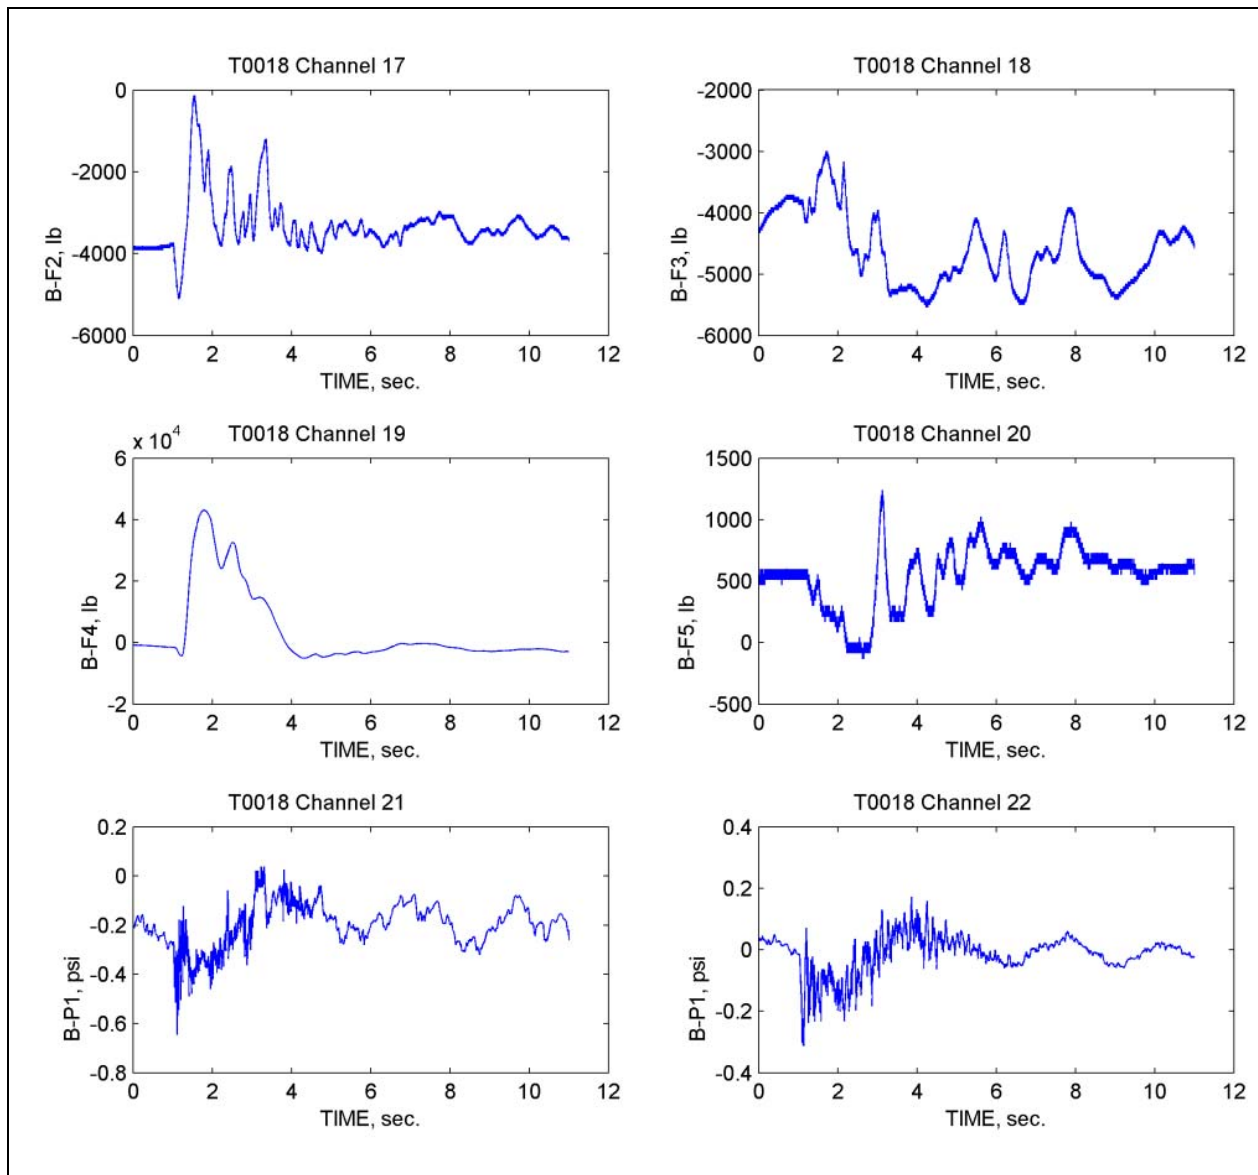 T0018 Channel 17
0
-2000
-4000
-6000
B-F2, lb
0 2 4 6 8 10 12
TIME, sec.
T0018 Channel 18
-2000
-3000
-4000
-5000
-6000
B-F3, lb
0 2 4 6 8 10 12
TIME, sec.
T0018 Channel 19
x 10^4
6
4
2
0
-2
B-F4, lb
0 2 4 6 8 10 12
TIME, sec.
T0018 Channel 20
1500
1000
500
0
-500
B-F5, lb
0 2 4 6 8 10 12
TIME, sec.
T0018 Channel 21
0.2
0
-0.2
-0.4
-0.6
-0.8
B-P1, psi
0 2 4 6 8 10 12
TIME, sec.
T0018 Channel 22
0.4
0.2
0
-0.2
-0.4
B-P1, psi
0 2 4 6 8 10 12
TIME, sec.